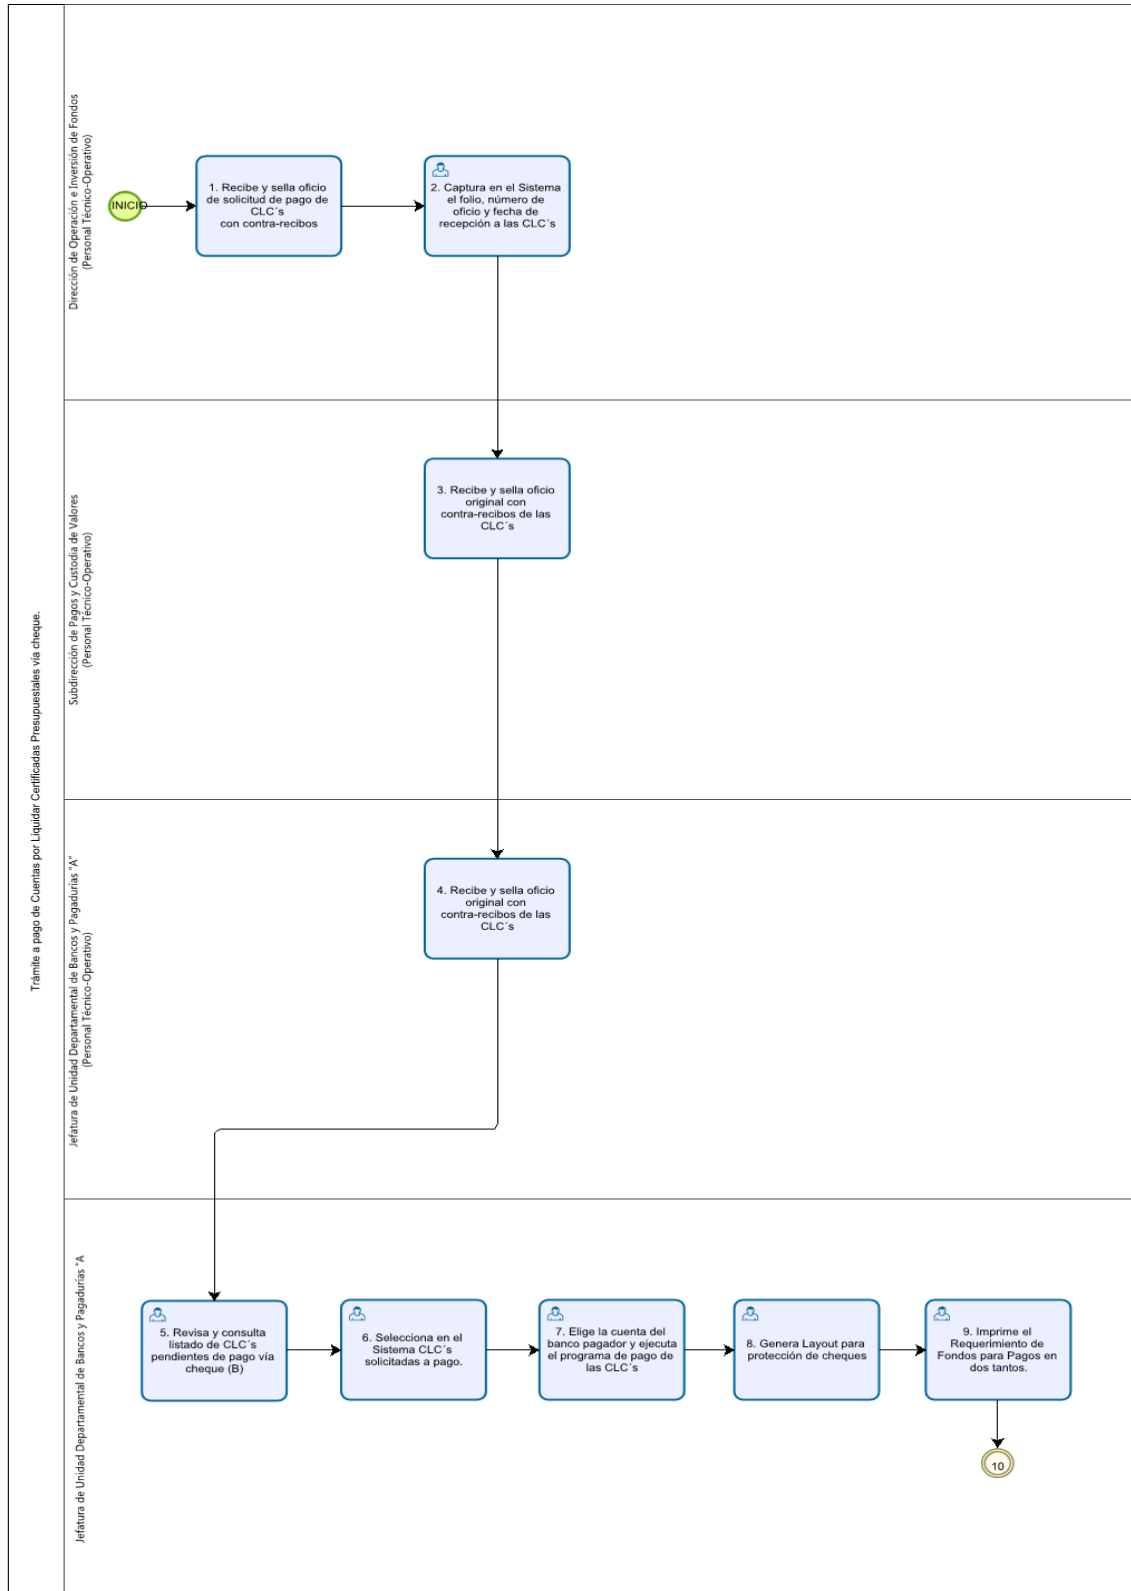 Trámite a pago de Cuentas por Liquidar Certificadas Presupuestales vía cheque.
Dirección de Operación e Inversión de Fondos
(Personal Técnico-Operativo)
INICIO
1. Recibe y sella oficio
de solicitud de pago de
CLC´s
con contra-recibos
2. Captura en el Sistema
el folio, número de
oficio y fecha de
recepción a las CLC´s
Subdirección de Pagos y Custodia de Valores
(Personal Técnico-Operativo)
3. Recibe y sella oficio
original con
contra-recibos de las
CLC´s
Jefatura de Unidad Departamental de Bancos y Pagadurías "A"
(Personal Técnico-Operativo)
4. Recibe y sella oficio
original con
contra-recibos de las
CLC´s
Jefatura de Unidad Departamental de Bancos y Pagadurías "A
5. Revisa y consulta
listado de CLC´s
pendientes de pago vía
cheque (B)
6. Selecciona en el
Sistema CLC´s
solicitadas a pago.
7. Elige la cuenta del
banco pagador y ejecuta
el programa de pago de
las CLC´s
8. Genera Layout para
protección de cheques
9. Imprime el
Requerimiento de
Fondos para Pagos en
dos tantos.
10